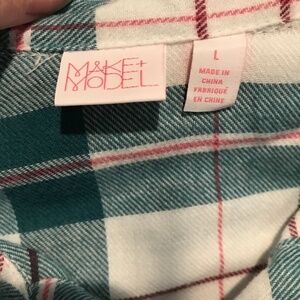 MAKE +
MODEL
L
MADE IN
CHINA
FABRIQUÉ
EN CHINE